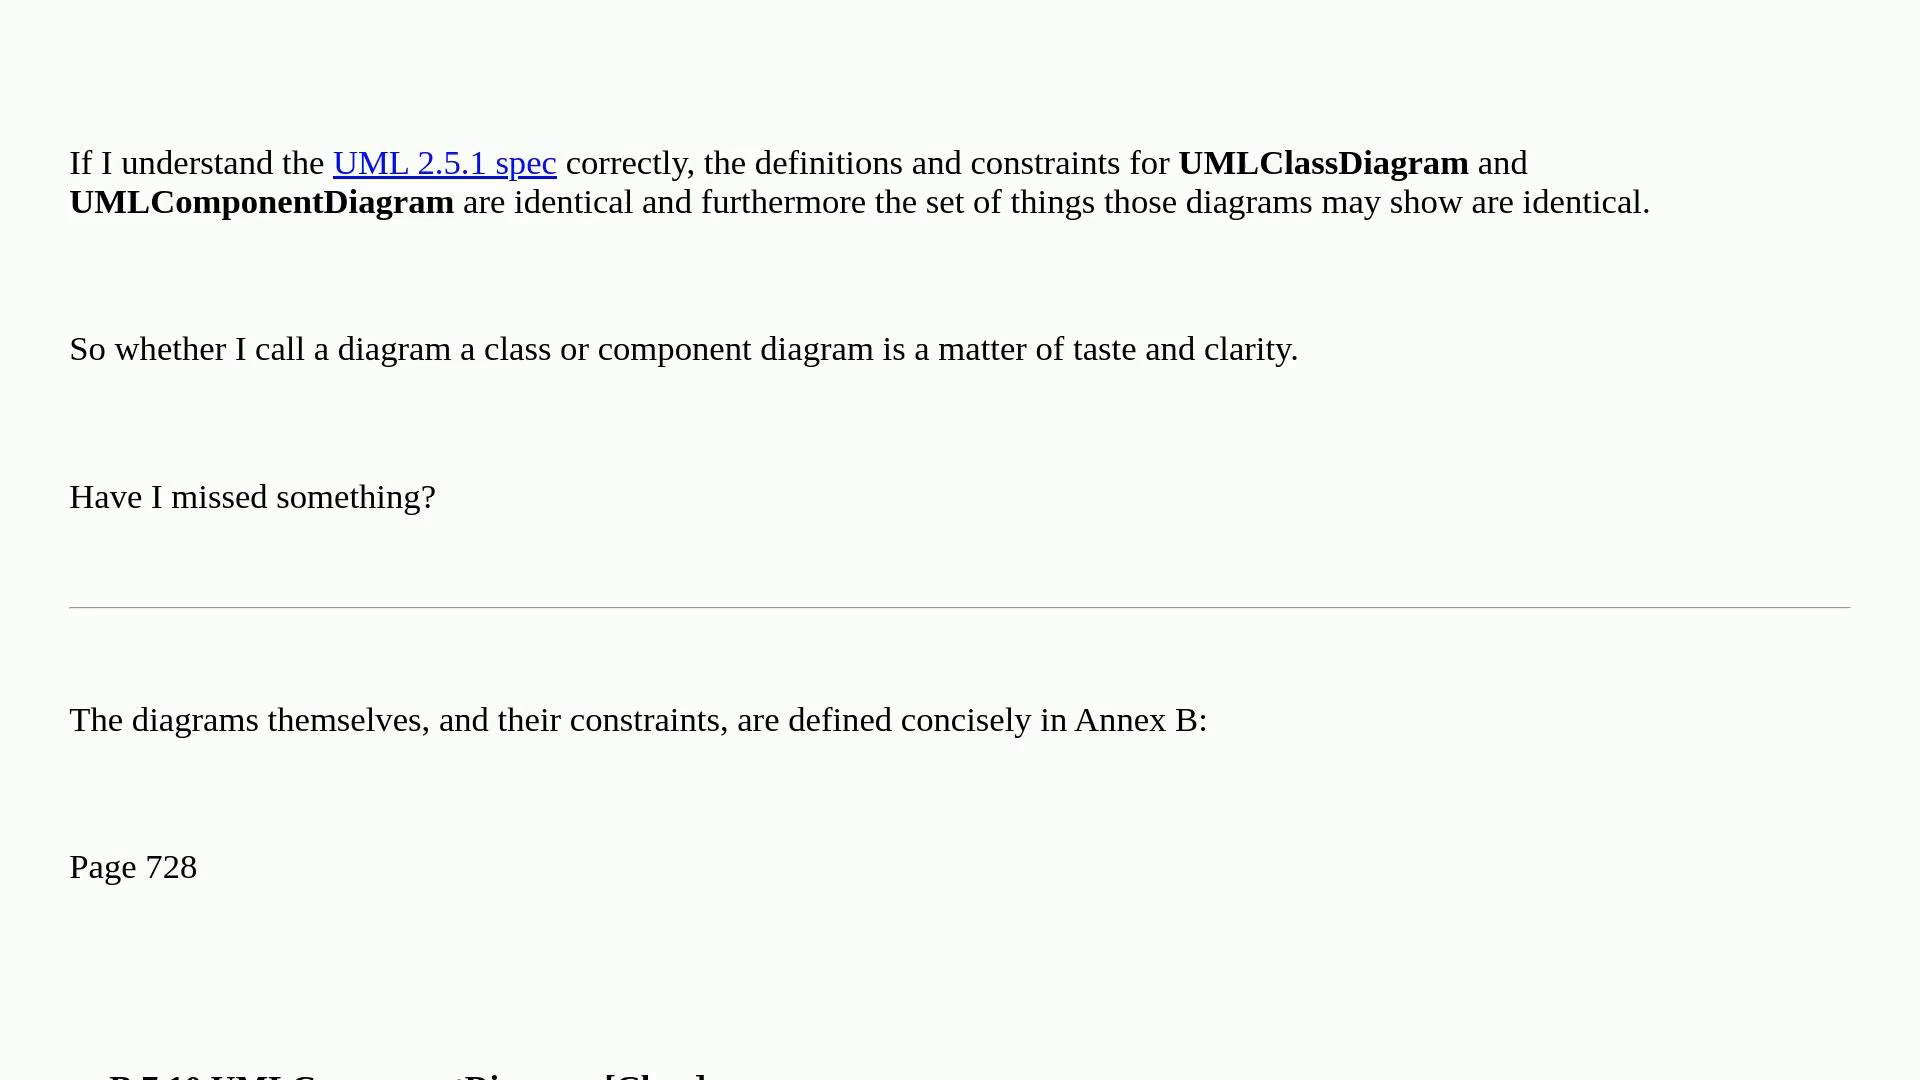 If I understand the UML 2.5.1 spec correctly, the definitions and constraints for UMLClassDiagram and
UMLComponentDiagram are identical and furthermore the set of things those diagrams may show are identical.
So whether I call a diagram a class or component diagram is a matter of taste and clarity.
Have I missed something?
The diagrams themselves, and their constraints, are defined concisely in Annex B:
Page 728